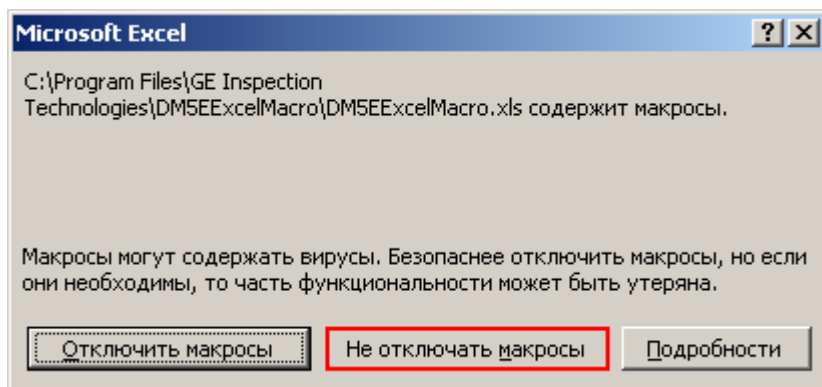 Microsoft Excel
C:\Program Files\GE Inspection
Technologies\DM5EExcelMacro\DM5EExcelMacro.xls содержит макросы.
Макросы могут содержать вирусы. Безопаснее отключить макросы, но если
они необходимы, то часть функциональности может быть утеряна.
Отключить макросы Не отключать макросы Подробности